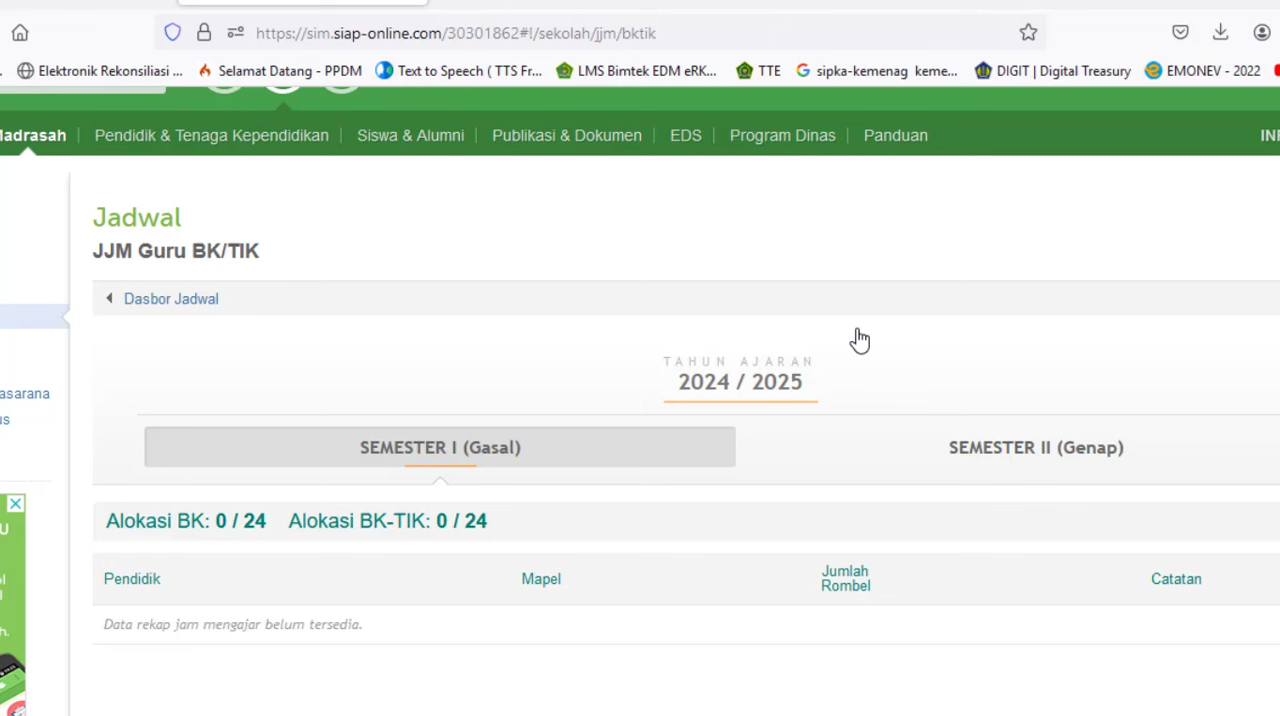 https://sim.siap-online.com/30301862#!/sekolah/jjm/bktik
Elektronik Rekonsiliasi ... Selamat Datang - PPDM Text to Speech ( TTS Fr... LMS Bimtek EDM eRK... TTE sipka-kemenag keme... DIGIT | Digital Treasury EMONEV - 2022
Madrasah Pendidik & Tenaga Kependidikan Siswa & Alumni Publikasi & Dokumen EDS Program Dinas Panduan
Jadwal
JJM Guru BK/TIK
Dasbor Jadwal
TAHUN AJARAN
2024 / 2025
SEMESTER I (Gasal) SEMESTER II (Genap)
Alokasi BK: 0 / 24 Alokasi BK-TIK: 0 / 24
Pendidik Mapel Jumlah Rombel Catatan
Data rekap jam mengajar belum tersedia.